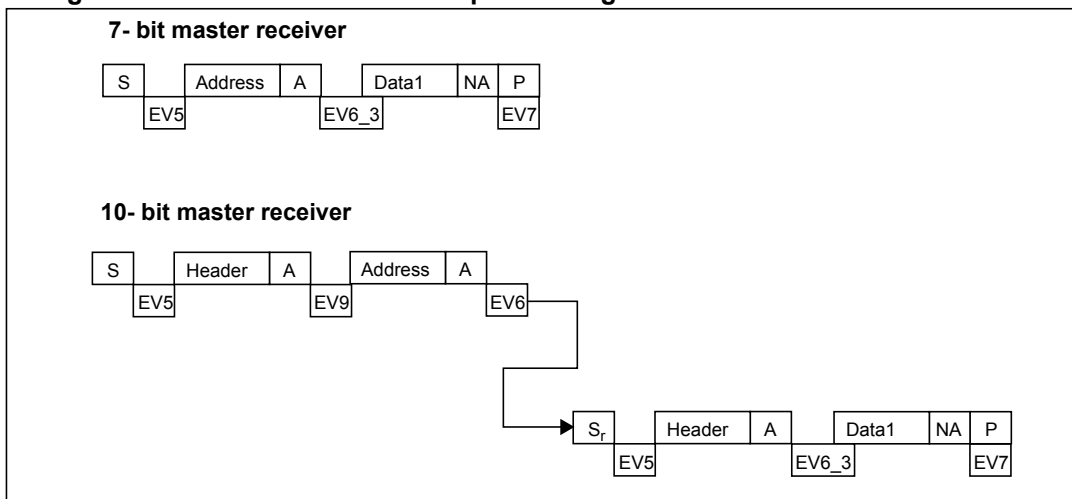 7- bit master receiver
S Address A Data1 NA P
EV5 EV6_3 EV7
10- bit master receiver
S Header A Address A
EV5 EV9 EV6
Sr Header A Data1 NA P
EV5 EV6_3 EV7